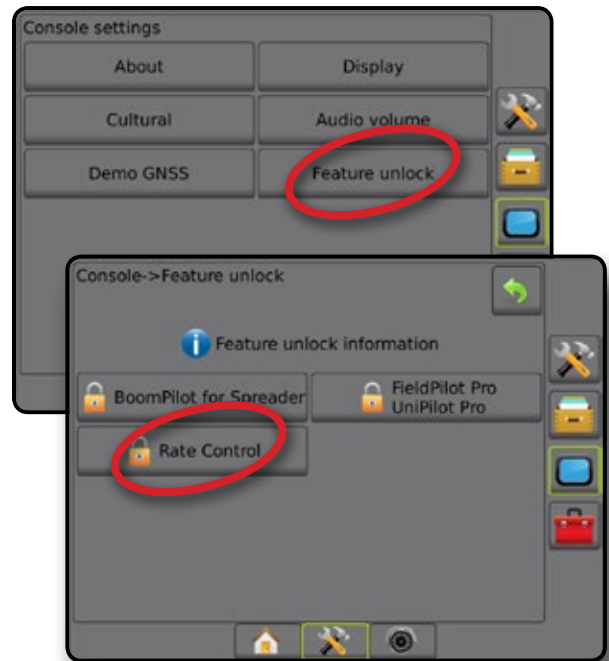 Console settings
About
Display
Cultural
Audio volume
Demo GNSS
Feature unlock
Console->Feature unlock
Feature unlock information
BoomPilot for Spreader
FieldPilot Pro
UniPilot Pro
Rate Control